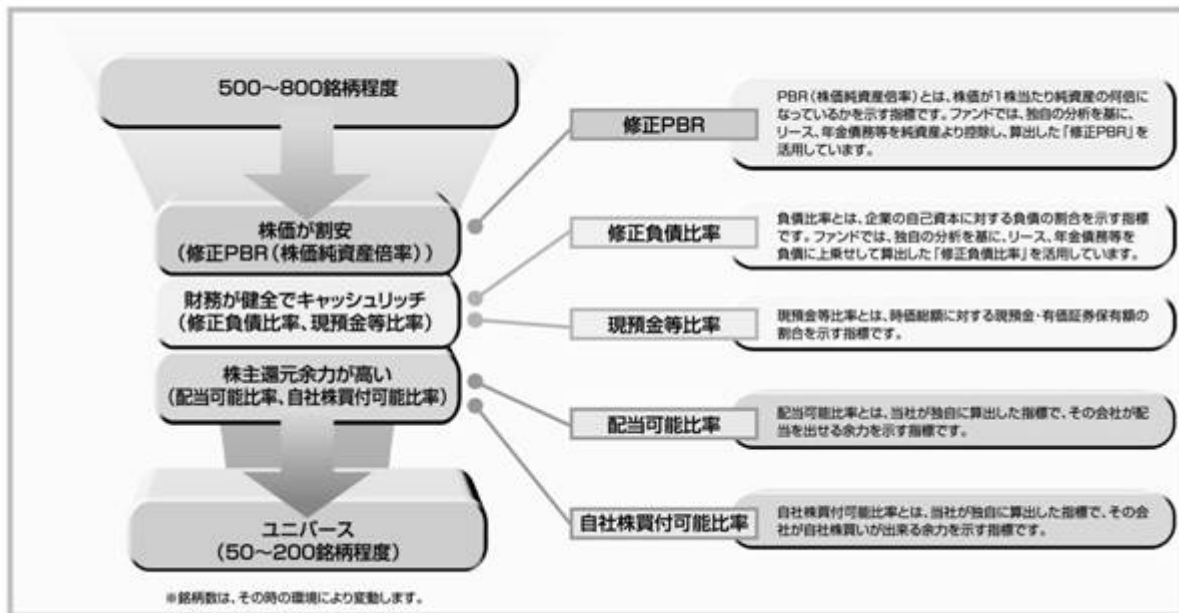 500〜800銘柄程度
株価が割安
(修正PBR(株価純資産倍率))
財務が健全でキャッシュリッチ
(修正負債比率、現預金等比率)
株主還元余力が高い
(配当可能比率、自社株買付可能比率)
ユニバース
(50〜200銘柄程度)
※銘柄数は、その時の環境により変動します。
修正PBR
PBR(株価純資産倍率)とは、株価が1株当たり純資産の何倍に
なっているかを示す指標です。ファンドでは、独自の分析を基に、
リース、年金債務等を純資産より控除し、算出した「修正PBR」を
活用しています。
修正負債比率
負債比率とは、企業の自己資本に対する負債の割合を示す指標
です。ファンドでは、独自の分析を基に、リース、年金債務等を
負債に上乗せして算出した「修正負債比率」を活用しています。
現預金等比率
現預金等比率とは、時価総額に対する現預金・有価証券保有額の
割合を示す指標です。
配当可能比率
配当可能比率とは、当社が独自に算出した指標で、その会社が配
当を出せる余力を示す指標です。
自社株買付可能比率
自社株買付可能比率とは、当社が独自に算出した指標で、その会
社が自社株買いが出来る余力を示す指標です。